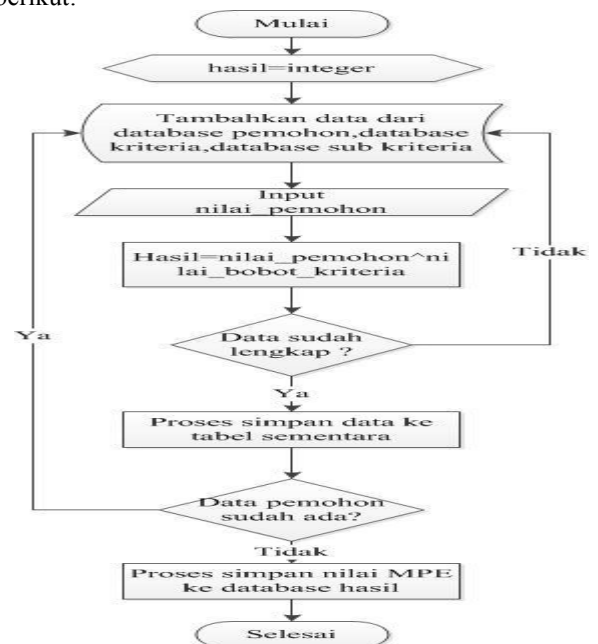 berikut:
Mulai
hasil=integer
Tambahkan data dari
database pemohon,database
kriteria,database sub kriteria
Input
nilai_pemohon
Hasil=nilai_pemohon^ni
lai_bobot_kriteria
Tidak
Data sudah
lengkap ?
Ya
Ya
Proses simpan data ke
tabel sementara
Data pemohon
sudah ada?
Tidak
Proses simpan nilai MPE
ke database hasil
Selesai